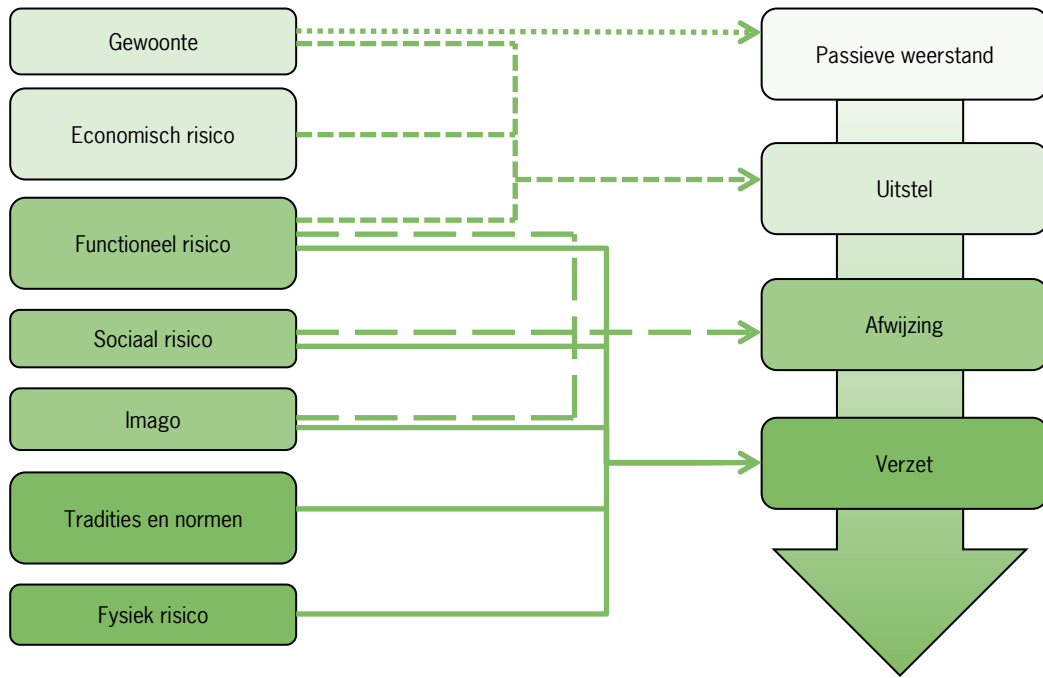 Gewoonte
Economisch risico
Functioneel risico
Sociaal risico
Imago
Tradities en normen
Fysiek risico
Passieve weerstand
Uitstel
Afwijzing
Verzet